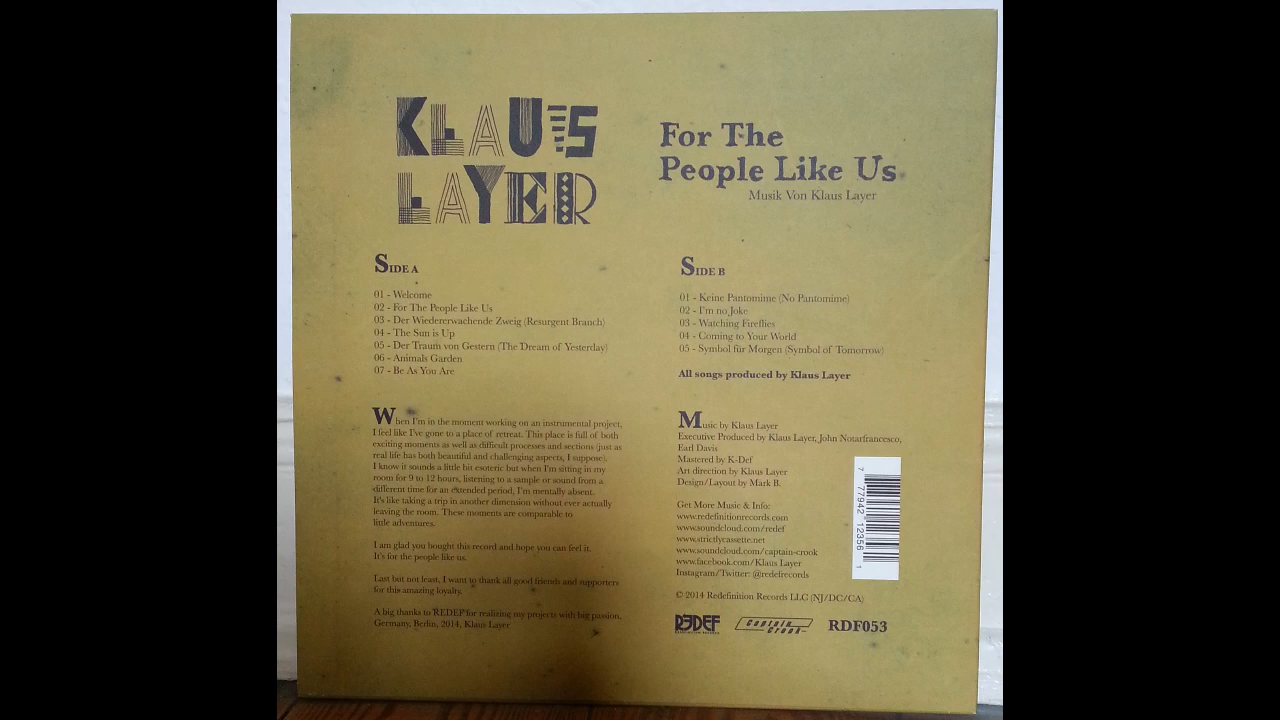 KLAUS
LAYER
For The
People Like Us
Musik Von Klaus Layer
SIDE A
01 - Welcome
02 - For The People Like Us
03 - Der Wiedererwachende Zweig (Resurgent Branch)
04 - The Sun is Up
05 - Der Traum von Gestern (The Dream of Yesterday)
06 - Animals Garden
07 - Be As You Are
SIDE B
01 - Keine Pantomime (No Pantomime)
02 - I'm no Joke
03 - Watching Fireflies
04 - Coming to Your World
05 - Symbol für Morgen (Symbol of Tomorrow)
All songs produced by Klaus Layer
When I'm in the moment working on an instrumental project,
I feel like I've gone to a place of retreat. This place is full of both
exciting moments as well as difficult processes and sections (just as
real life has both beautiful and challenging aspects, I suppose).
I know it sounds a little bit esoteric but when I'm sitting in my
room for 9 to 12 hours, listening to a sample or sound from a
different time for an extended period, I'm mentally absent.
It's like taking a trip in another dimension without ever actually
leaving the room. These moments are comparable to
little adventures.
I am glad you bought this record and hope you can feel it.
It's for the people like us.
Last but not least, I want to thank all good friends and supporters
for this amazing loyalty.
A big thanks to REDEF for realizing my projects with big passion.
Germany, Berlin, 2014, Klaus Layer
Music by Klaus Layer
Executive Produced by Klaus Layer, John Notarfrancesco,
Earl Davis
Mastered by K-Def
Art direction by Klaus Layer
Design/Layout by Mark B.
Get More Music & Info:
www.redefinitionrecords.com
www.soundcloud.com/redef
www.strictlycassette.net
www.soundcloud.com/captain-crook
www.facebook.com/Klaus Layer
Instagram/Twitter: @redefrecords
© 2014 Redefinition Records LLC (NJ/DC/CA)
7 77942 12356 1
REDEF
Redefinition Records
Captain Crook
RDF053